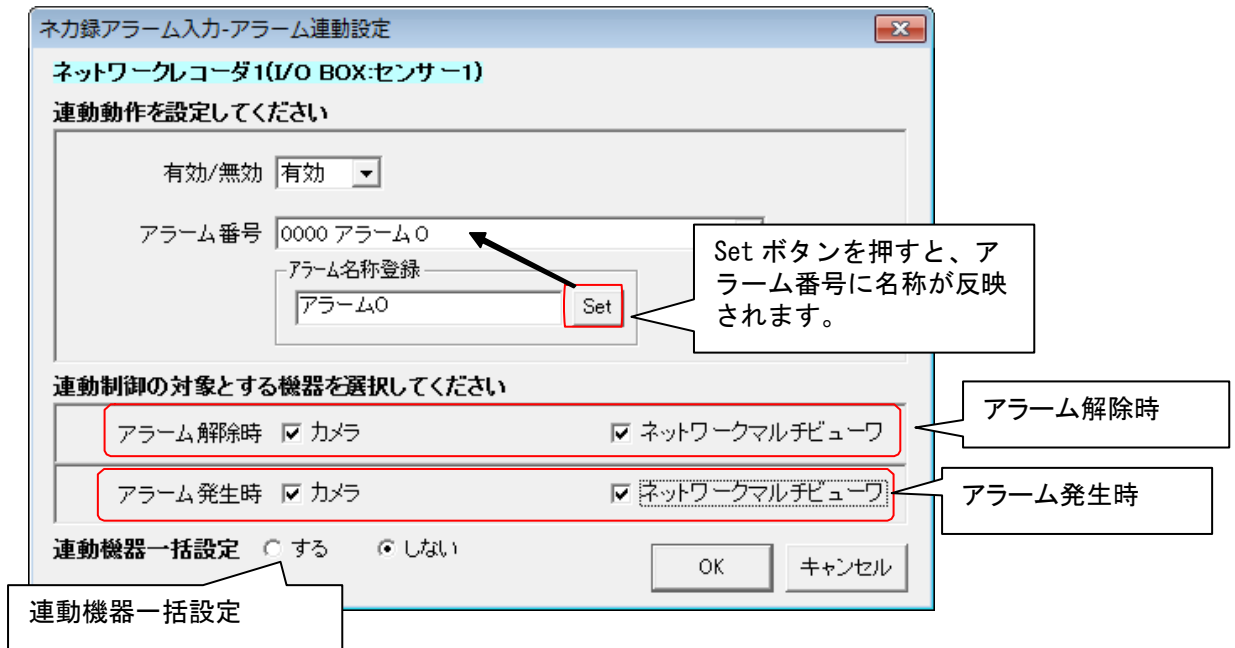 ネカ録アラーム入力-アラーム連動設定
ネットワークレコーダ1(I/O BOX:センサー1)
連動動作を設定してください
有効/無効 有効
アラーム番号 0000 アラーム0
アラーム名称登録
アラーム0 Set
Set ボタンを押すと、ア
ラーム番号に名称が反映
されます。
連動制御の対象とする機器を選択してください
アラーム解除時 カメラ ネットワークマルチビューワ
アラーム解除時
アラーム発生時 カメラ ネットワークマルチビューワ
アラーム発生時
連動機器一括設定 する しない
OK キャンセル
連動機器一括設定